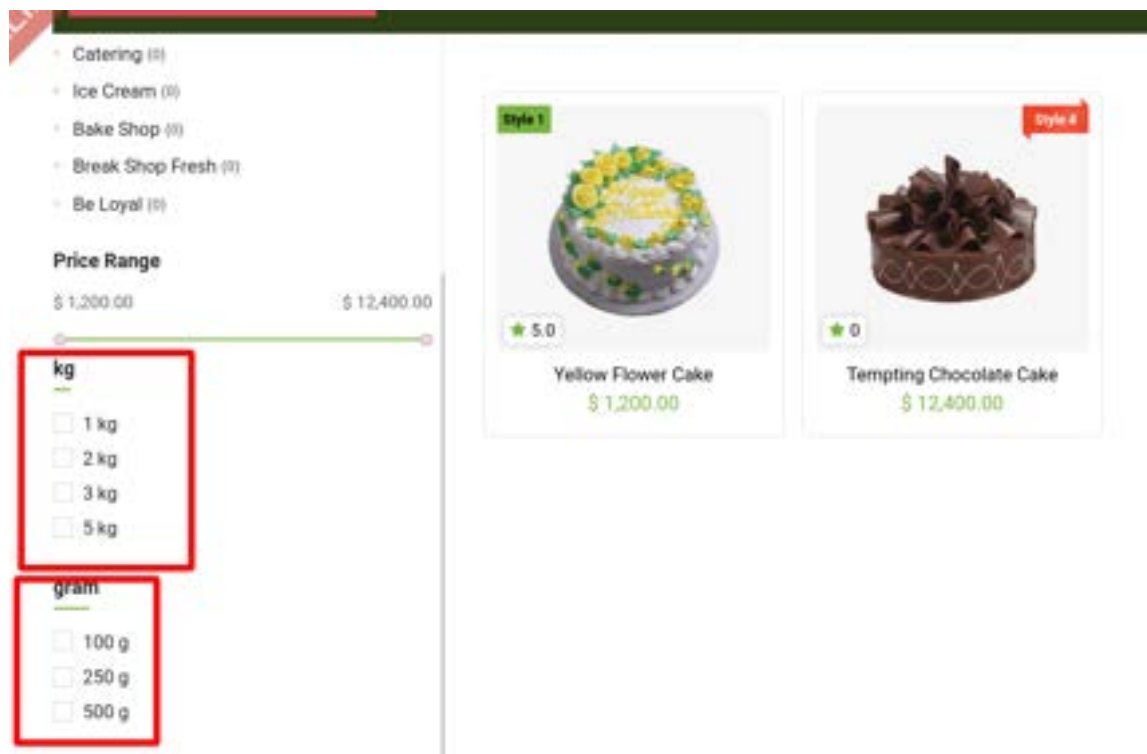 Catering (0)
Ice Cream (0)
Bake Shop (0)
Break Shop Fresh (0)
Be Loyal (0)
Price Range
$ 1,200.00
$ 12,400.00
kg
1 kg
2 kg
3 kg
5 kg
gram
100 g
250 g
500 g
Style 1
5.0
Yellow Flower Cake
$ 1,200.00
Style 4
0
Tempting Chocolate Cake
$ 12,400.00